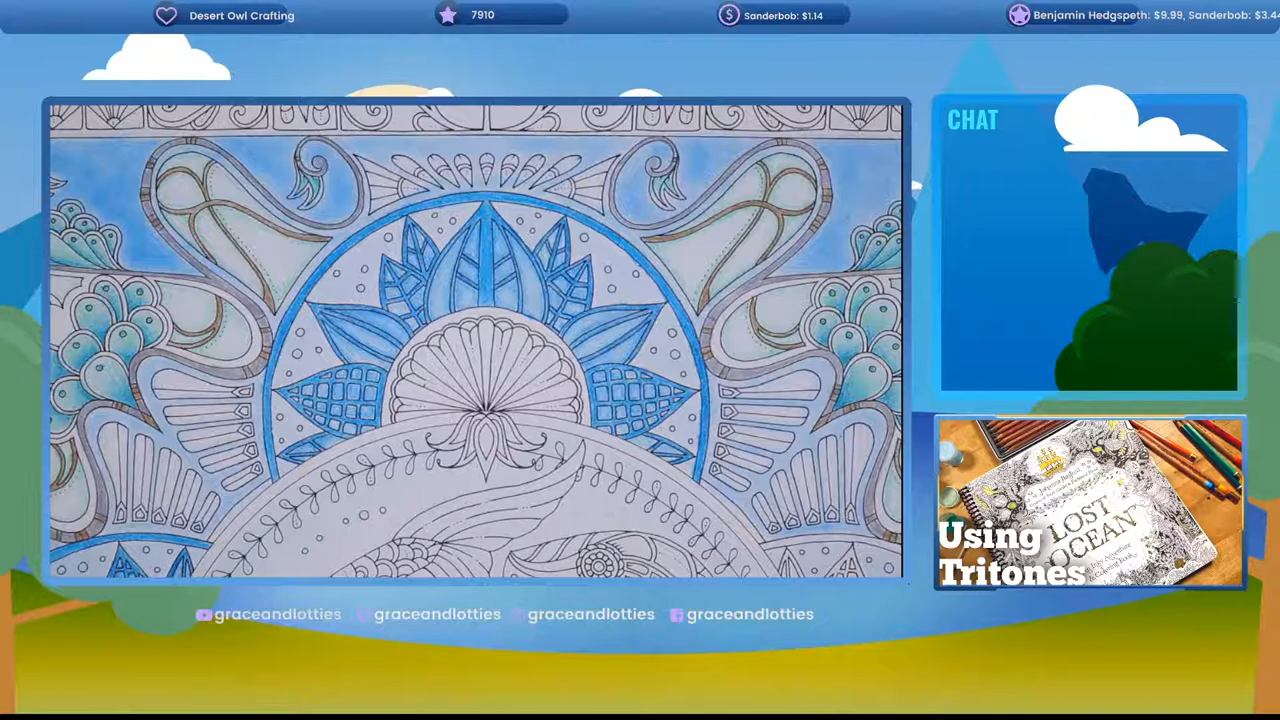 Desert Owl Crafting
7910
Sanderbob: $1.14
Benjamin Hedgspeth: $9.99, Sanderbob: $3.4
CHAT
LOST
OCEAN
Using
Tritones
graceandlotties graceandlotties graceandlotties graceandlotties